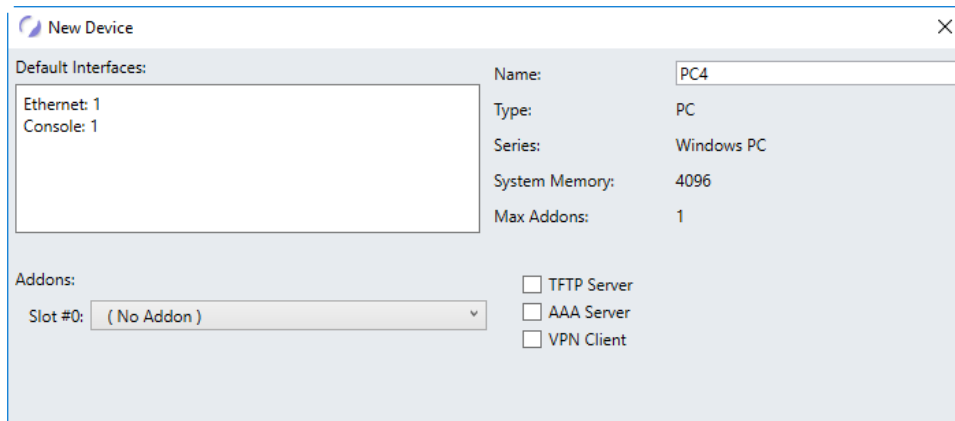 New Device
Default Interfaces:
Ethernet: 1
Console: 1
Name: PC4
Type: PC
Series: Windows PC
System Memory: 4096
Max Addons: 1
Addons:
Slot #0: ( No Addon )
TFTP Server
AAA Server
VPN Client